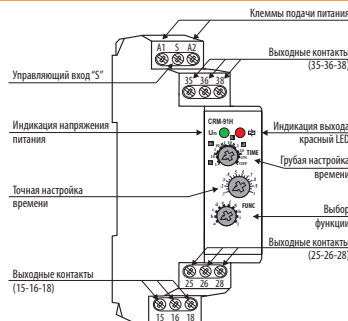 Клеммы подачи питания
A1 S A2
Выходные контакты
(35-36-38)
35 36 38
Управляющий вход "S"
CRM-91H
Un
Индикация напряжения
питания
Индикация выхода
красный LED
TIME
Грубая настройка
времени
Точная настройка
времени
FUNC
Выбор
функции
Выходные контакты
(25-26-28)
25 26 28
Выходные контакты
(15-16-18)
15 16 18